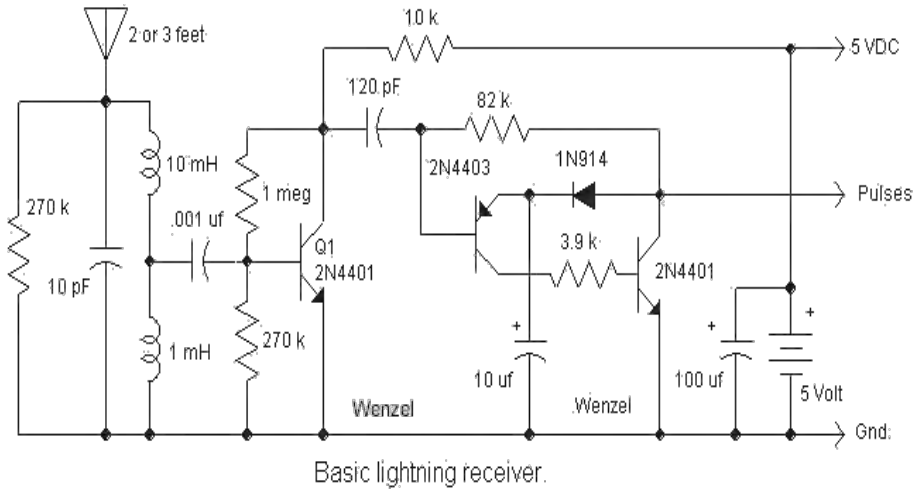 2 or 3 feet
10 k
5 VDC
120 pF
82 k
2N4403
1N914
10 mH
1 meg
270 k
.001 uf
Pulses
Q1
2N4401
3.9 k
2N4401
10 pF
+
+
+
1 mH
270 k
10 uf
100 uf
5 Volt
Wenzel
.Wenzel
Gnd:
Basic lightning receiver.